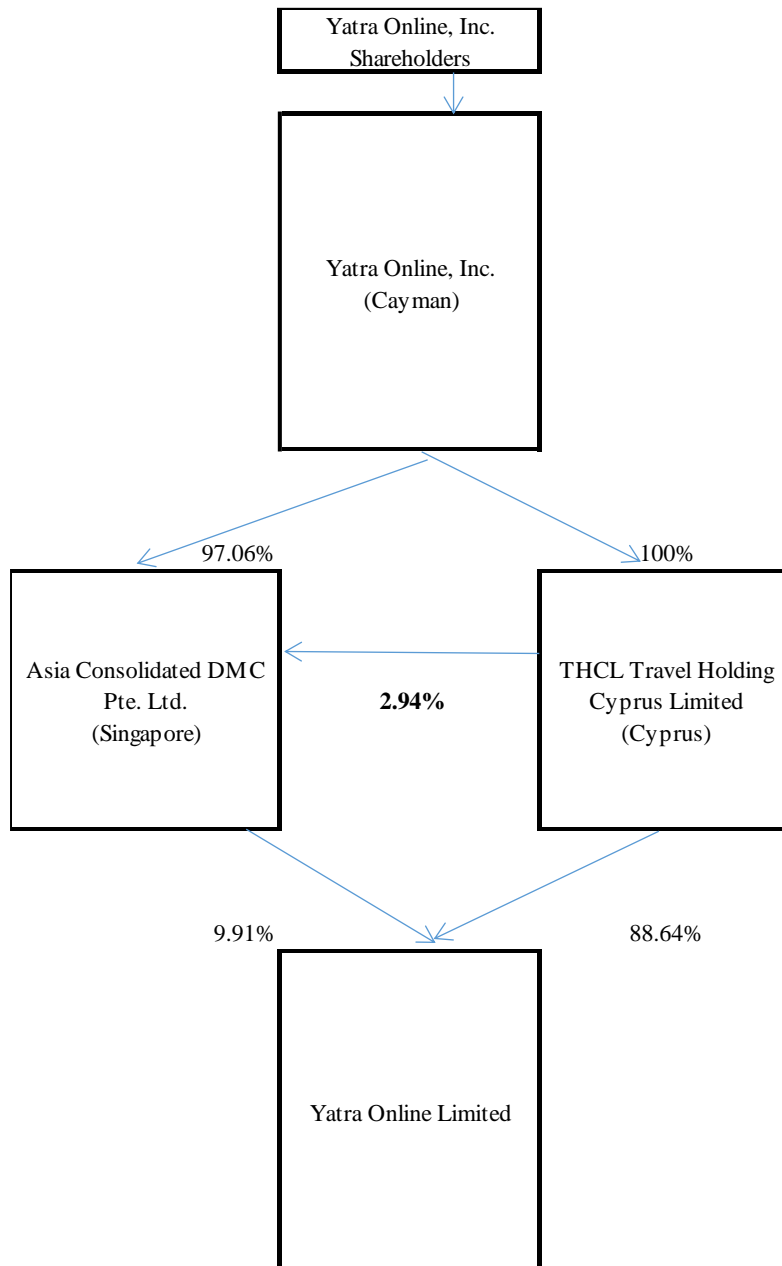 Yatra Online, Inc.
Shareholders
Yatra Online, Inc.
(Cayman)
97.06%
100%
Asia Consolidated DMC
Pte. Ltd.
(Singapore)
2.94%
THCL Travel Holding
Cyprus Limited
(Cyprus)
9.91%
88.64%
Yatra Online Limited